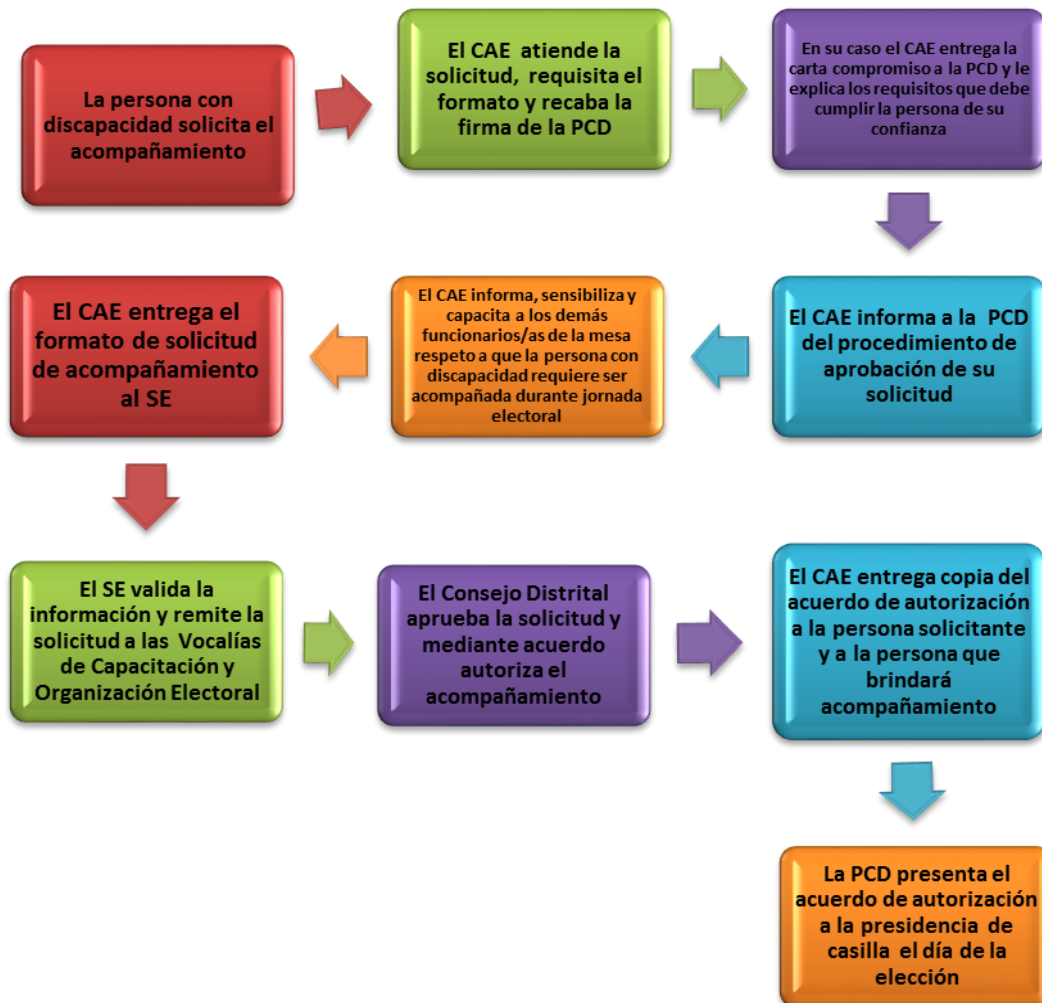 La persona con
discapacidad solicita el
acompañamiento
El CAE atiende la
solicitud, requisita el
formato y recaba la
firma de la PCD
En su caso el CAE entrega la
carta compromiso a la PCD y le
explica los requisitos que debe
cumplir la persona de su
confianza
El CAE informa a la PCD
del procedimiento de
aprobación de su
solicitud
El CAE informa, sensibiliza y
capacita a los demás
funcionarios/as de la mesa
respeto a que la persona con
discapacidad requiere ser
acompañada durante jornada
electoral
El CAE entrega el
formato de solicitud
de acompañamiento
al SE
El SE valida la
información y remite la
solicitud a las Vocalías
de Capacitación y
Organización Electoral
El Consejo Distrital
aprueba la solicitud y
mediante acuerdo
autoriza el
acompañamiento
El CAE entrega copia del
acuerdo de autorización
a la persona solicitante
y a la persona que
brindará
acompañamiento
La PCD presenta el
acuerdo de autorización
a la presidencia de
casilla el día de la
elección